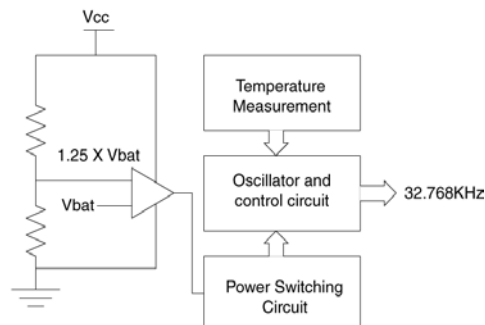 Vcc
1.25 X Vbat
Vbat
Temperature
Measurement
Oscillator and
control circuit
32.768KHz
Power Switching
Circuit